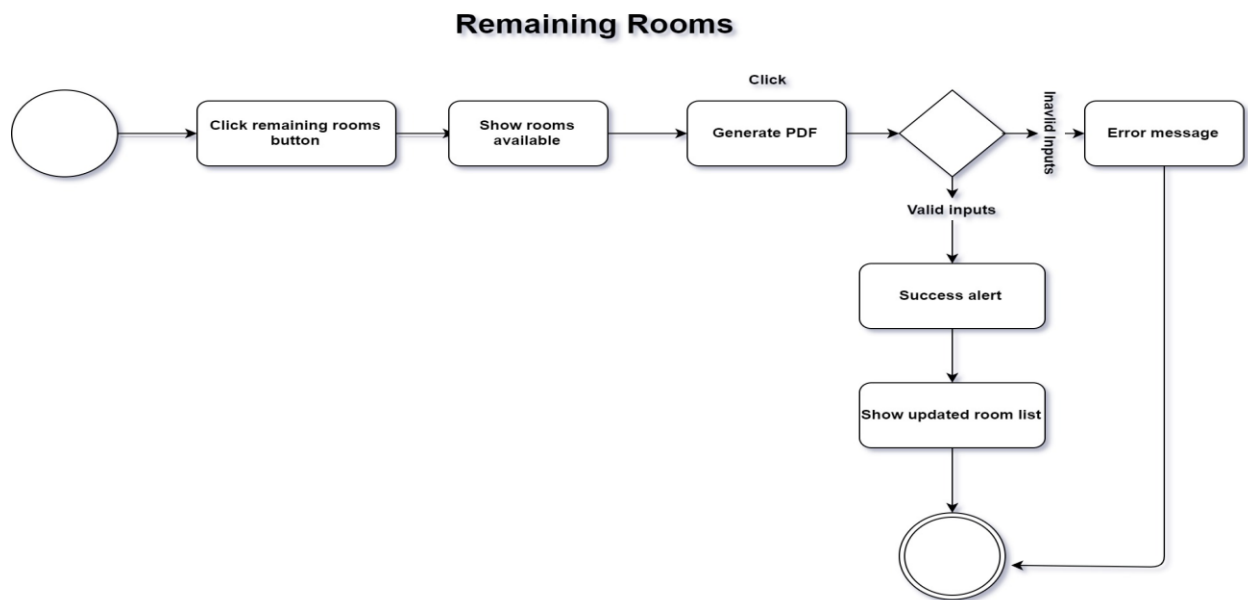 Remaining Rooms
Click
Click remaining rooms
button
Show rooms
available
Generate PDF
Inavlid Inputs
Error message
Valid inputs
Success alert
Show updated room list